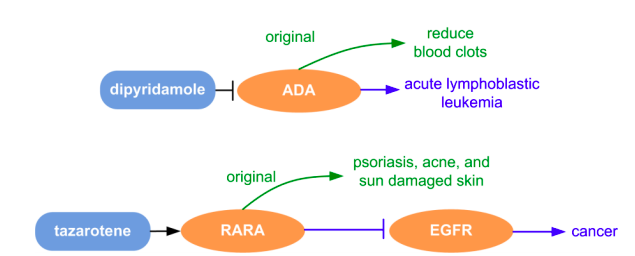 original
reduce
blood clots
dipyridamole
ADA
acute lymphoblastic
leukemia
original
psoriasis, acne, and
sun damaged skin
tazarotene
RARA
EGFR
cancer